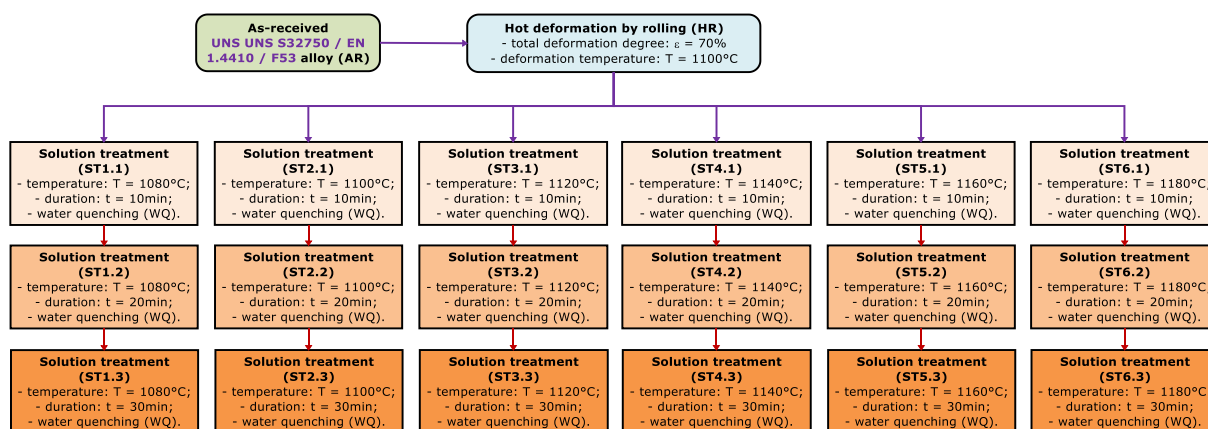 As-received
UNS UNS S32750 / EN
1.4410 / F53 alloy (AR)
Hot deformation by rolling (HR)
- total deformation degree: ε = 70%
- deformation temperature: T = 1100°C
Solution treatment
(ST1.1)
- temperature: T = 1080°C;
- duration: t = 10min;
- water quenching (WQ).
Solution treatment
(ST2.1)
- temperature: T = 1100°C;
- duration: t = 10min;
- water quenching (WQ).
Solution treatment
(ST3.1)
- temperature: T = 1120°C;
- duration: t = 10min;
- water quenching (WQ).
Solution treatment
(ST4.1)
- temperature: T = 1140°C;
- duration: t = 10min;
- water quenching (WQ).
Solution treatment
(ST5.1)
- temperature: T = 1160°C;
- duration: t = 10min;
- water quenching (WQ).
Solution treatment
(ST6.1)
- temperature: T = 1180°C;
- duration: t = 10min;
- water quenching (WQ).
Solution treatment
(ST1.2)
- temperature: T = 1080°C;
- duration: t = 20min;
- water quenching (WQ).
Solution treatment
(ST2.2)
- temperature: T = 1100°C;
- duration: t = 20min;
- water quenching (WQ).
Solution treatment
(ST3.2)
- temperature: T = 1120°C;
- duration: t = 20min;
- water quenching (WQ).
Solution treatment
(ST4.2)
- temperature: T = 1140°C;
- duration: t = 20min;
- water quenching (WQ).
Solution treatment
(ST5.2)
- temperature: T = 1160°C;
- duration: t = 20min;
- water quenching (WQ).
Solution treatment
(ST6.2)
- temperature: T = 1180°C;
- duration: t = 20min;
- water quenching (WQ).
Solution treatment
(ST1.3)
- temperature: T = 1080°C;
- duration: t = 30min;
- water quenching (WQ).
Solution treatment
(ST2.3)
- temperature: T = 1100°C;
- duration: t = 30min;
- water quenching (WQ).
Solution treatment
(ST3.3)
- temperature: T = 1120°C;
- duration: t = 30min;
- water quenching (WQ).
Solution treatment
(ST4.3)
- temperature: T = 1140°C;
- duration: t = 30min;
- water quenching (WQ).
Solution treatment
(ST5.3)
- temperature: T = 1160°C;
- duration: t = 30min;
- water quenching (WQ).
Solution treatment
(ST6.3)
- temperature: T = 1180°C;
- duration: t = 30min;
- water quenching (WQ).